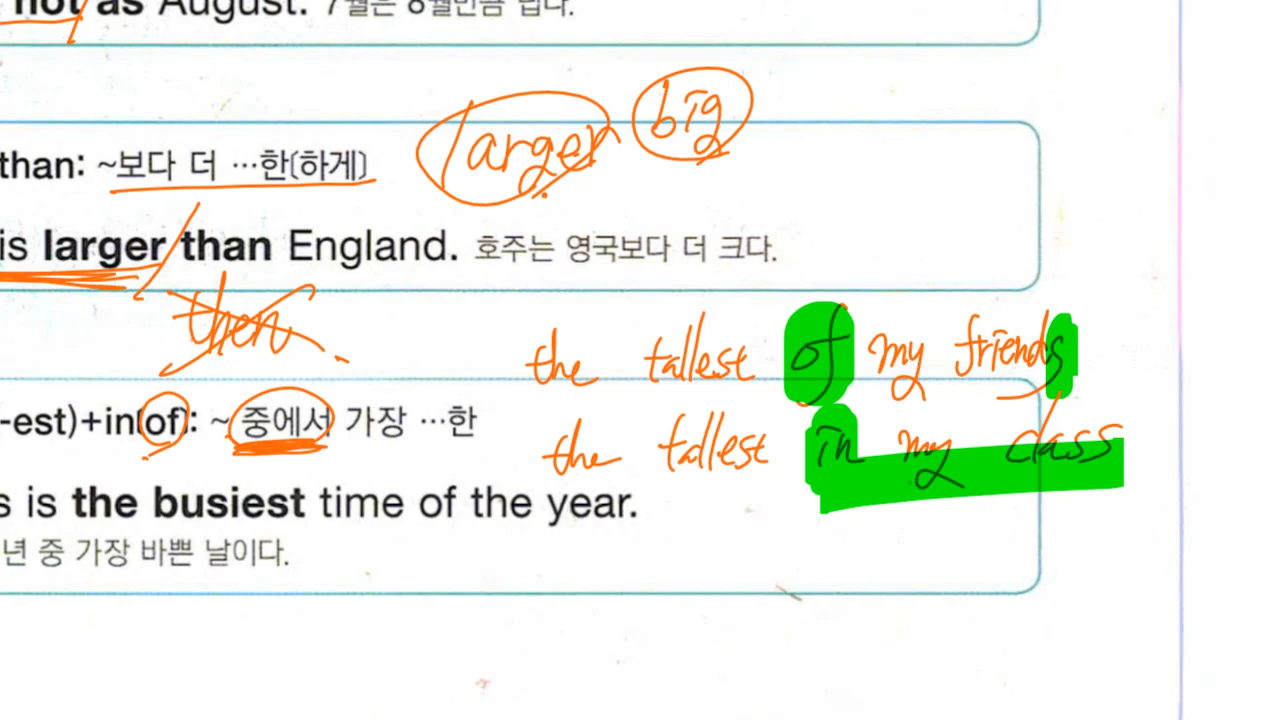 not as August. 7월은 8월만큼 덥다.
larger big
than: ~보다 더 …한(하게)
is larger than England. 호주는 영국보다 더 크다.
then
the tallest of my friends
-est)+in(of): ~ 중에서 가장 …한
the tallest in my class
s is the busiest time of the year.
년 중 가장 바쁜 날이다.